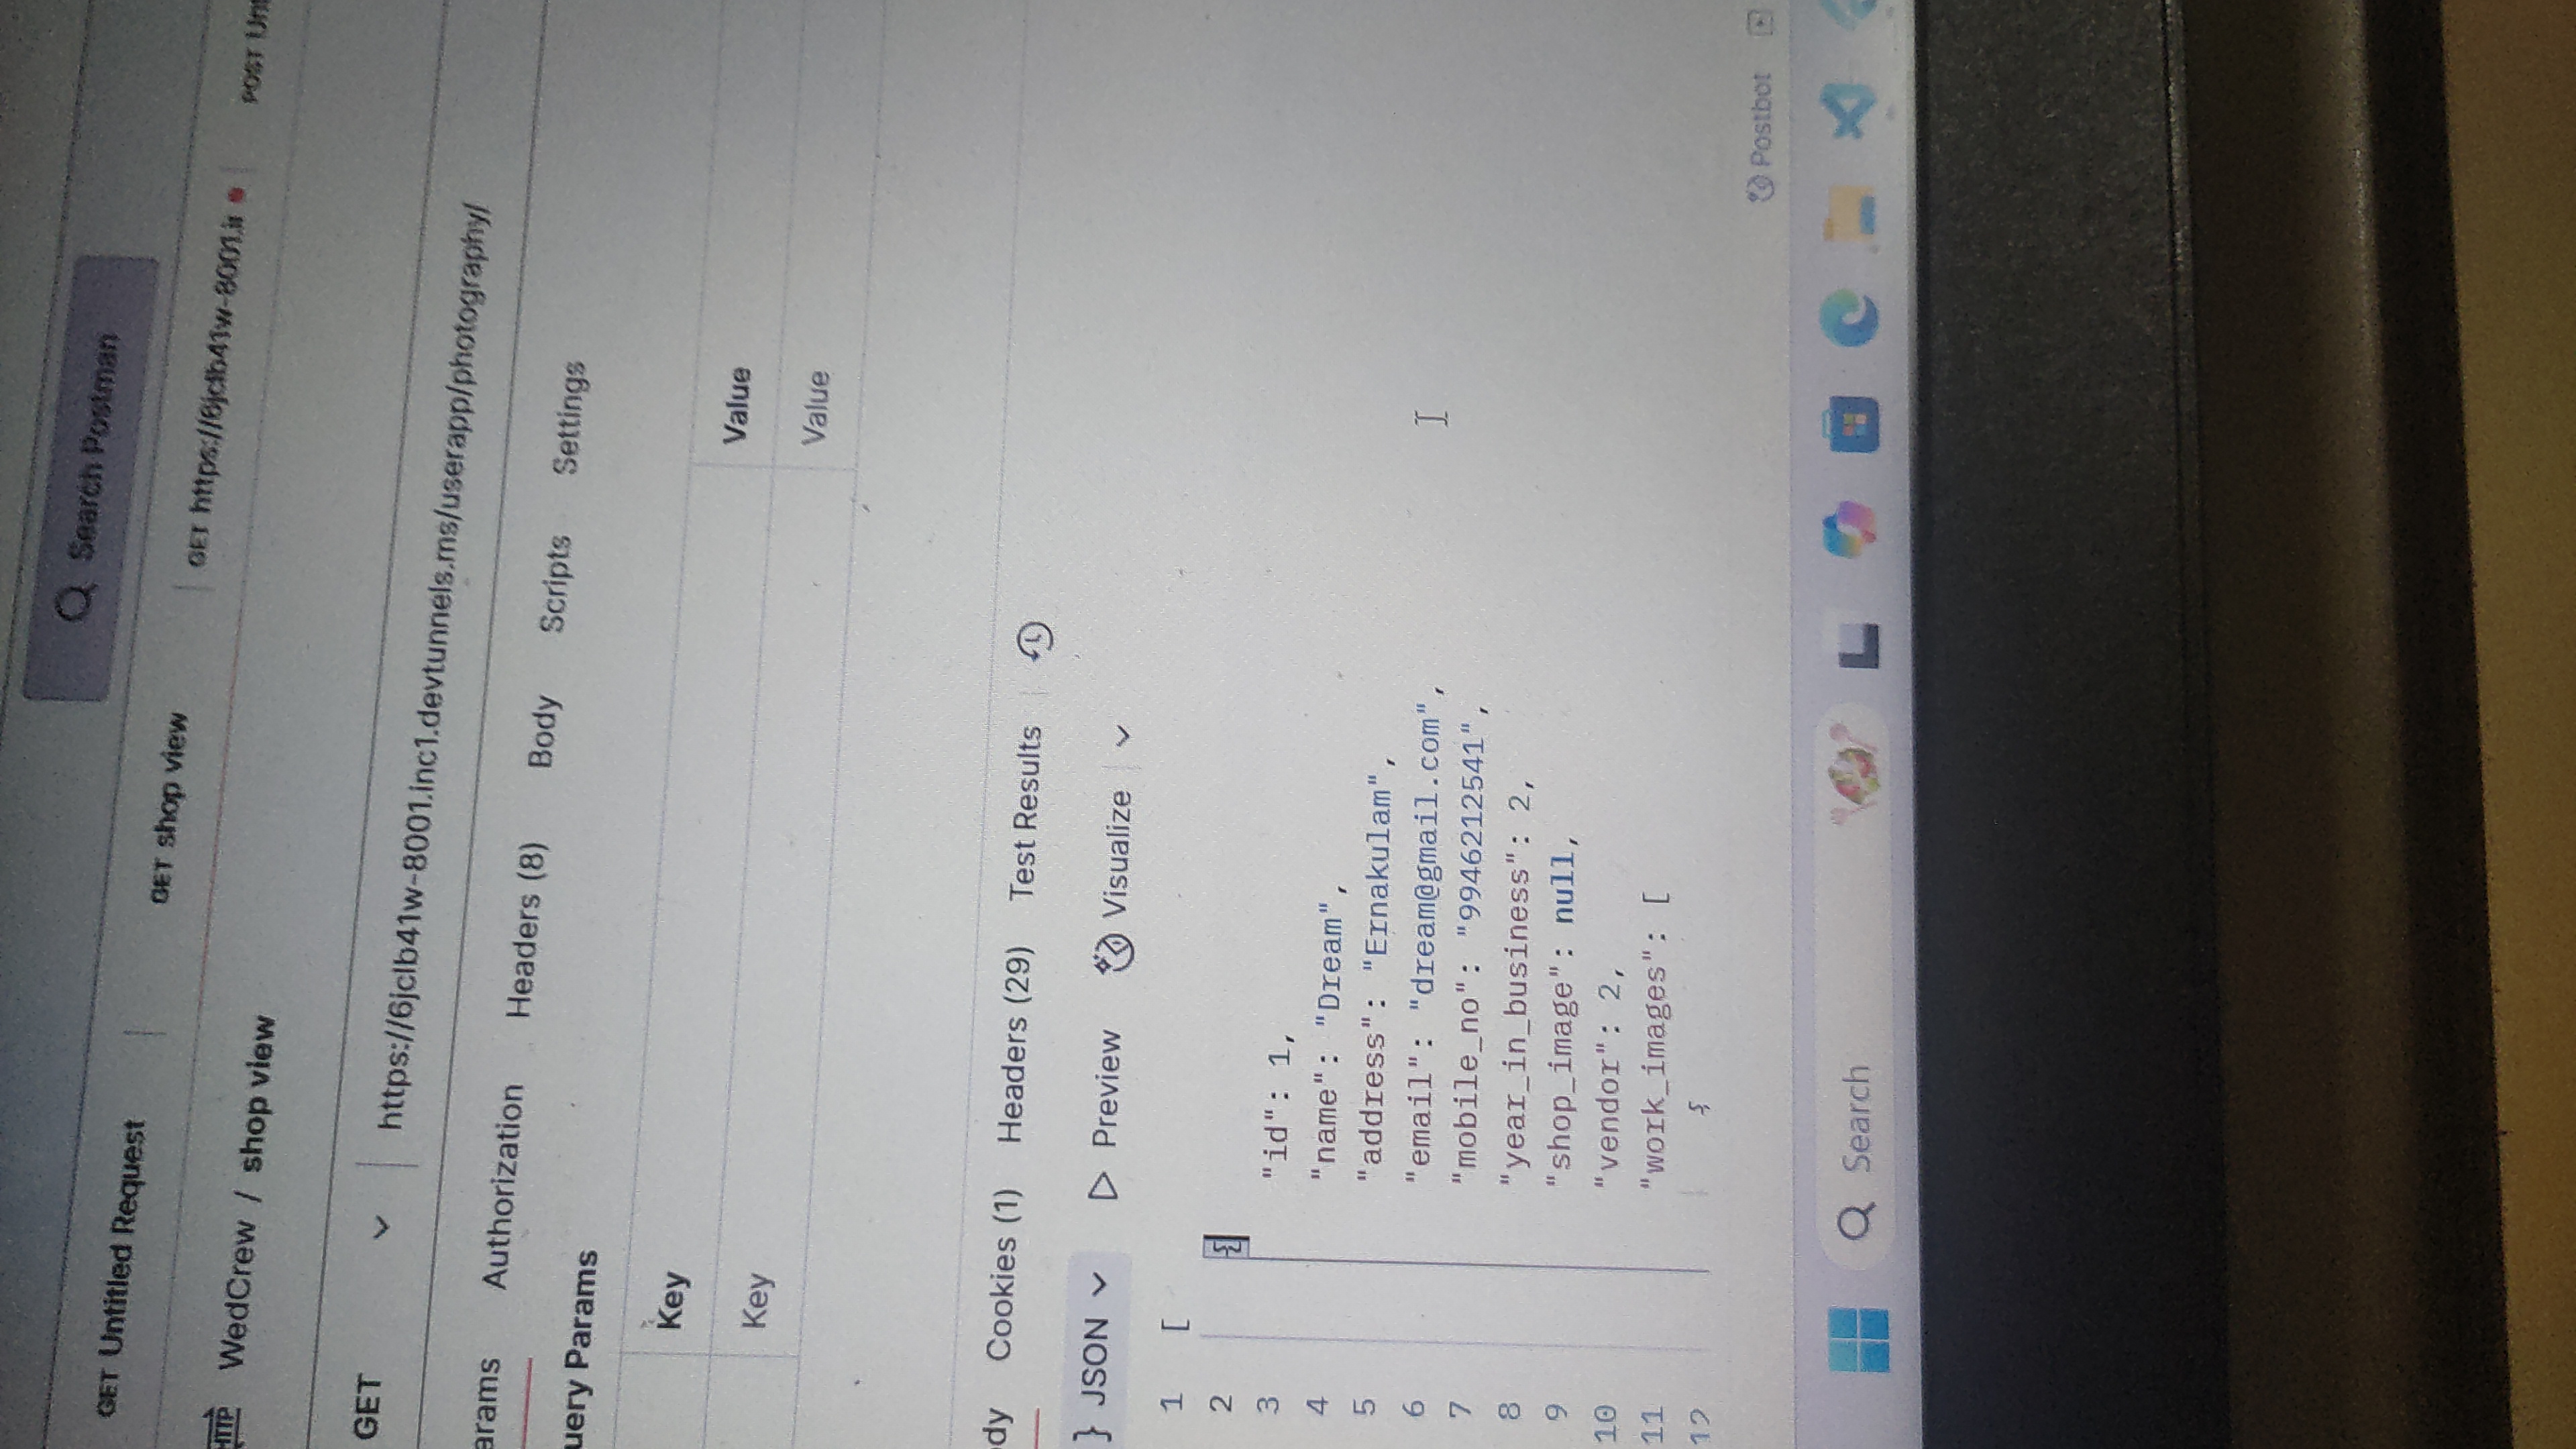 Search Postman
GET Untitled Request
GET shop view
GET https://6jclb41w-8001.i
POST
HTTP WedCrew / shop view
GET
https://6jclb41w-8001.inc1.devtunnels.ms/userapp/photography/
arams Authorization Headers (8) Body Scripts Settings
uery Params
Key Value
Key Value
dy Cookies (1) Headers (29) Test Results
} JSON Preview Visualize
1 [
2 {
3 "id": 1,
4 "name": "Dream",
5 "address": "Ernakulam",
6 "email": "dream@gmail.com",
7 "mobile_no": "9946212541",
8 "year_in_business": 2,
9 "shop_image": null,
10 "vendor": 2,
11 "work_images": [
12 {
Postbot
Search